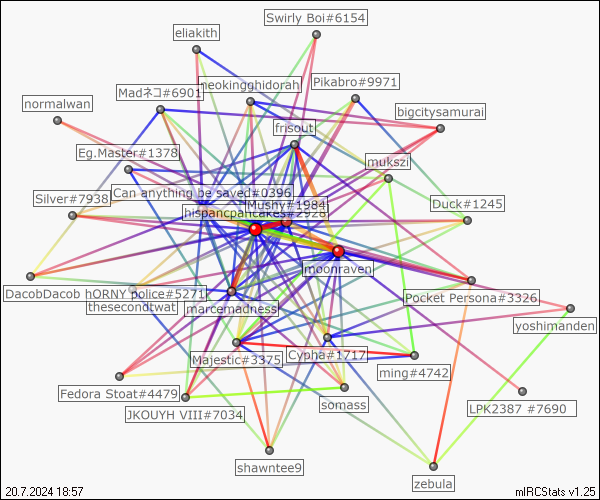 Swirly Boi#6154
eliakith
Pikabro#9971
neokingghidorah
Madネコ#6901
normalwan
bigcitysamurai
frisout
Eg.Master#1378
mukszi
Can anything be saved#0396
Silver#7938
Mushy#1984
Duck#1245
hispancpancakes#2928
moonraven
DacobDacob hORNY police#5271
Pocket Persona#3326
thesecondtwat
marcemadness
yoshimanden
Majestic#3375
Cypha#1717
ming#4742
Fedora Stoat#4479
somass
JKOUYH VIII#7034
LPK2387 #7690
shawntee9
zebula
20.7.2024 18:57
mIRCStats v1.25